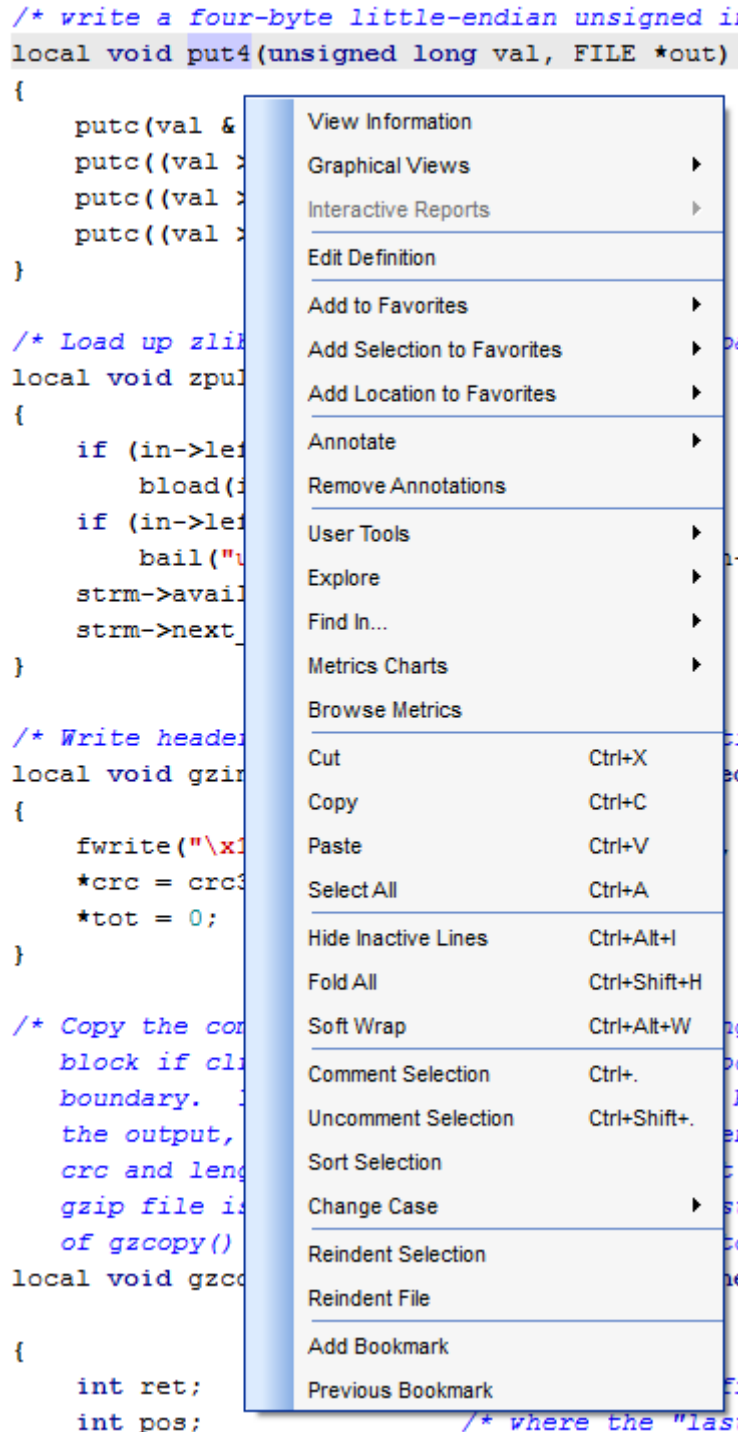 /* write a four-byte little-endian unsigned
local void put4(unsigned long val, FILE *out)
{
putc(val &
putc((val >
putc((val >
putc((val >
}
/* Load up zlib
local void zpul
{
if (in->lef
bload(i
if (in->lef
bail("u
strm->avail
strm->next_
}
/* Write header
local void gzin
{
fwrite("\x1
*crc = crc3
*tot = 0;
}
/* Copy the com
block if cli
boundary.
the output,
crc and leng
gzip file is
of gzcopy()
local void gzco
{
int ret;
int pos; /* where the "last
View Information
Graphical Views
Interactive Reports
Edit Definition
Add to Favorites
Add Selection to Favorites
Add Location to Favorites
Annotate
Remove Annotations
User Tools
Explore
Find In...
Metrics Charts
Browse Metrics
Cut Ctrl+X
Copy Ctrl+C
Paste Ctrl+V
Select All Ctrl+A
Hide Inactive Lines Ctrl+Alt+I
Fold All Ctrl+Shift+H
Soft Wrap Ctrl+Alt+W
Comment Selection Ctrl+.
Uncomment Selection Ctrl+Shift+.
Sort Selection
Change Case
Reindent Selection
Reindent File
Add Bookmark
Previous Bookmark